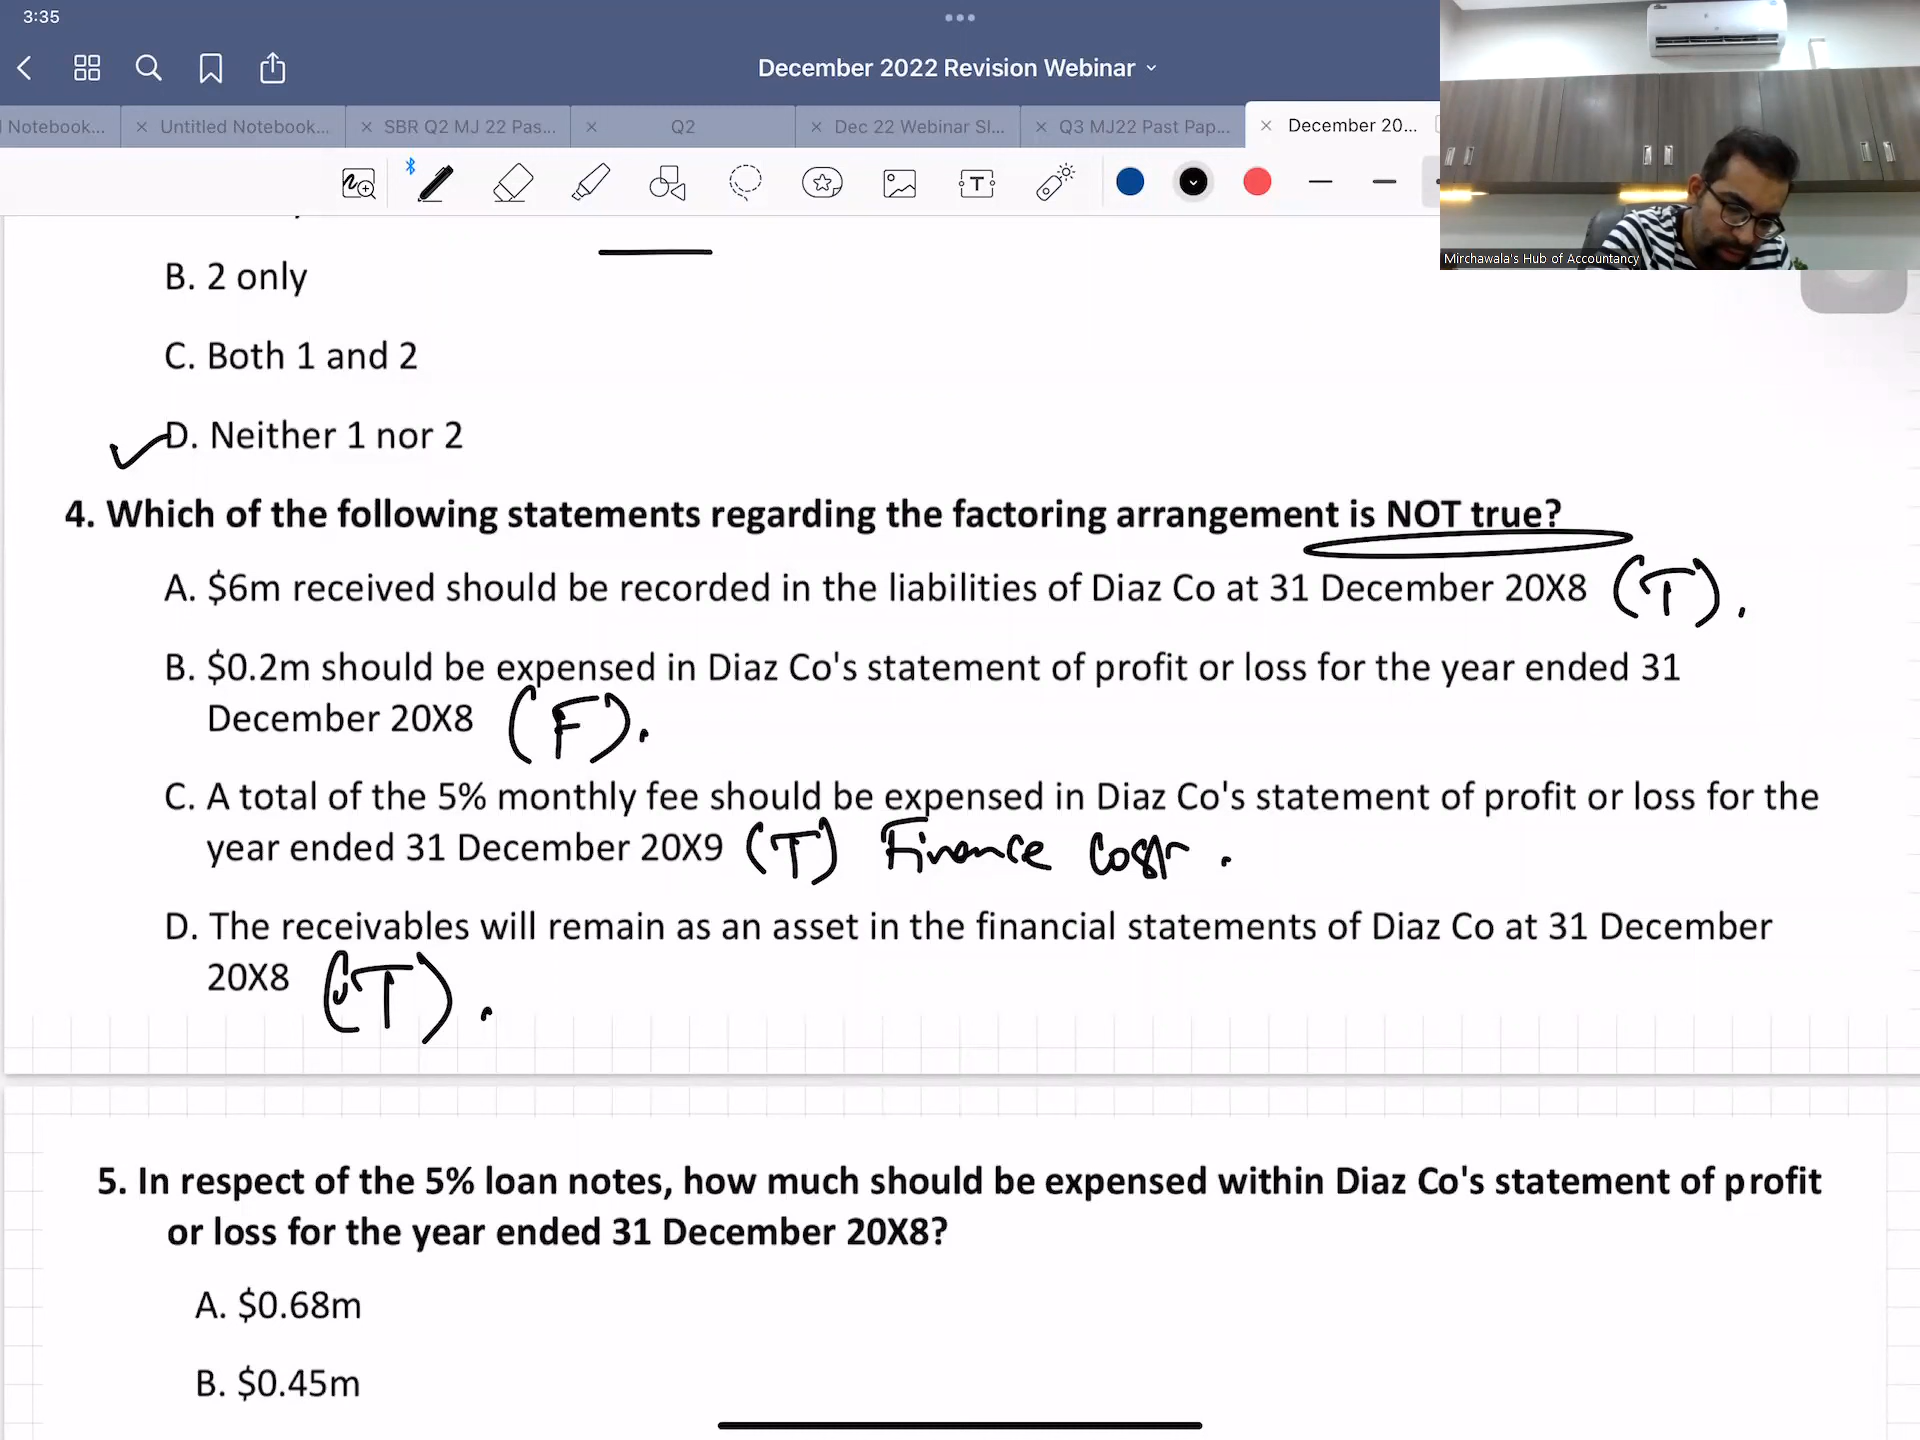 3:35
December 2022 Revision Webinar
Notebook...
Untitled Notebook...
SBR Q2 MJ 22 Pas...
Q2
Dec 22 Webinar Sl...
Q3 MJ22 Past Pap...
December 20...
Mirchawala's Hub of Accountancy
B. 2 only
C. Both 1 and 2
D. Neither 1 nor 2
4. Which of the following statements regarding the factoring arrangement is NOT true?
A. $6m received should be recorded in the liabilities of Diaz Co at 31 December 20X8 (T).
B. $0.2m should be expensed in Diaz Co's statement of profit or loss for the year ended 31
December 20X8 (F).
C. A total of the 5% monthly fee should be expensed in Diaz Co's statement of profit or loss for the
year ended 31 December 20X9 (T) Finance Cost.
D. The receivables will remain as an asset in the financial statements of Diaz Co at 31 December
20X8 (T).
5. In respect of the 5% loan notes, how much should be expensed within Diaz Co's statement of profit
or loss for the year ended 31 December 20X8?
A. $0.68m
B. $0.45m